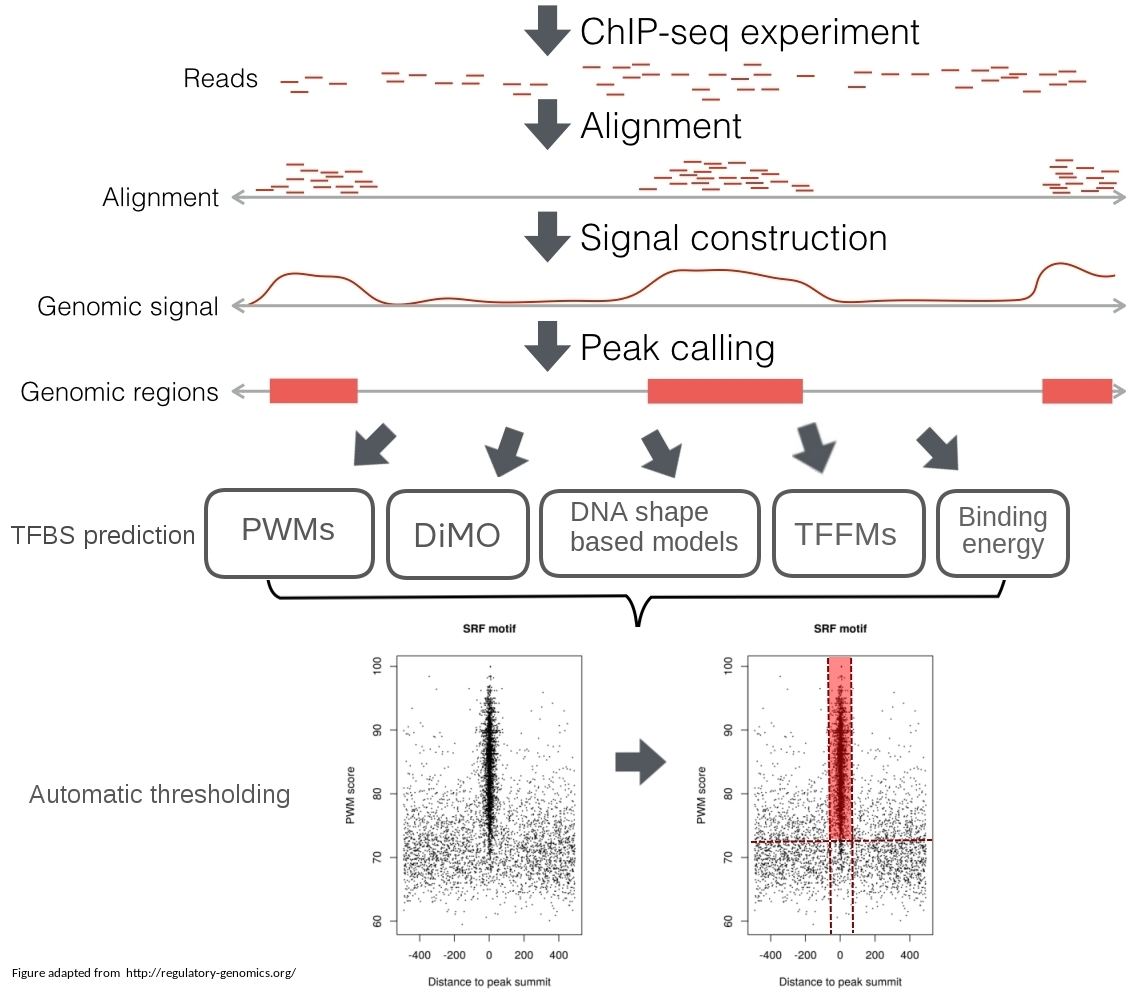 ChIP-seq experiment
Reads
Alignment
Alignment
Signal construction
Genomic signal
Peak calling
Genomic regions
TFBS prediction
PWMs
DiMO
DNA shape
based models
TFFMs
Binding
energy
SRF motif
SRF motif
Automatic thresholding
PWM score
100
90
80
70
60
-400 -200 0 200 400
Distance to peak summit
PWM score
100
90
80
70
60
-400 -200 0 200 400
Distance to peak summit
Figure adapted from http://regulatory-genomics.org/